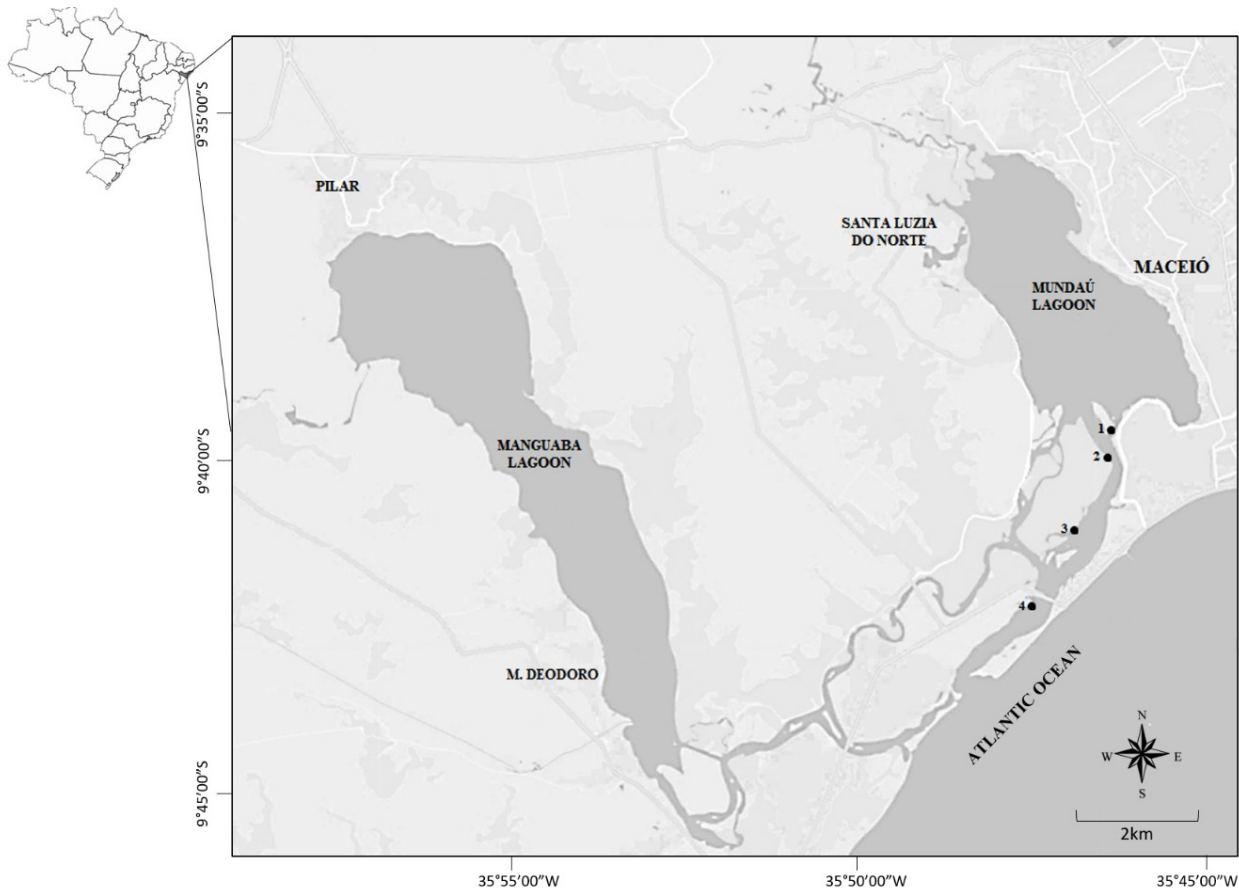 9°35'00"S
PILAR
SANTA LUZIA
DO NORTE
MACEIÓ
MUNDAÚ
LAGOON
MANGUABA
LAGOON
1
9°40'00"S
2
3
4
M. DEODORO
ATLANTIC OCEAN
N
W
E
S
9°45'00"S
2km
35°55'00"W
35°50'00"W
35°45'00"W